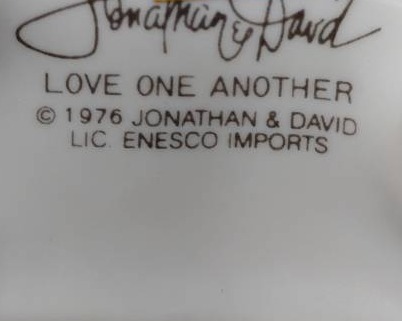 Jonathan & David
LOVE ONE ANOTHER
© 1976 JONATHAN & DAVID
LIC. ENESCO IMPORTS